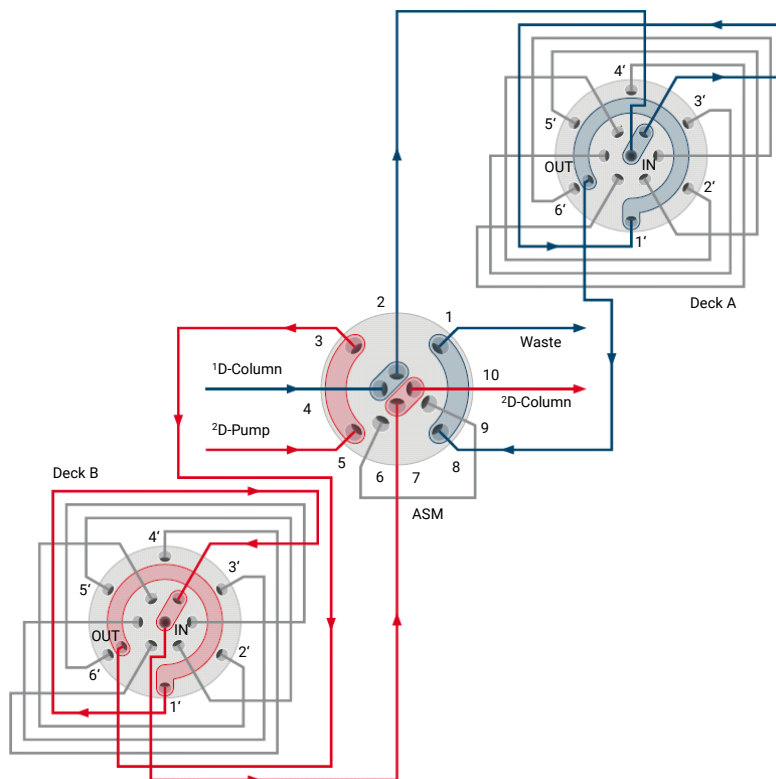 4‘
3‘
5‘
OUT
IN
2‘
6‘
1‘
Deck A
2
1
3
Waste
¹D-Column
10
²D-Column
4
²D-Pump
9
5
8
6
7
Deck B
ASM
4‘
3‘
5‘
OUT
IN
2‘
6‘
1‘